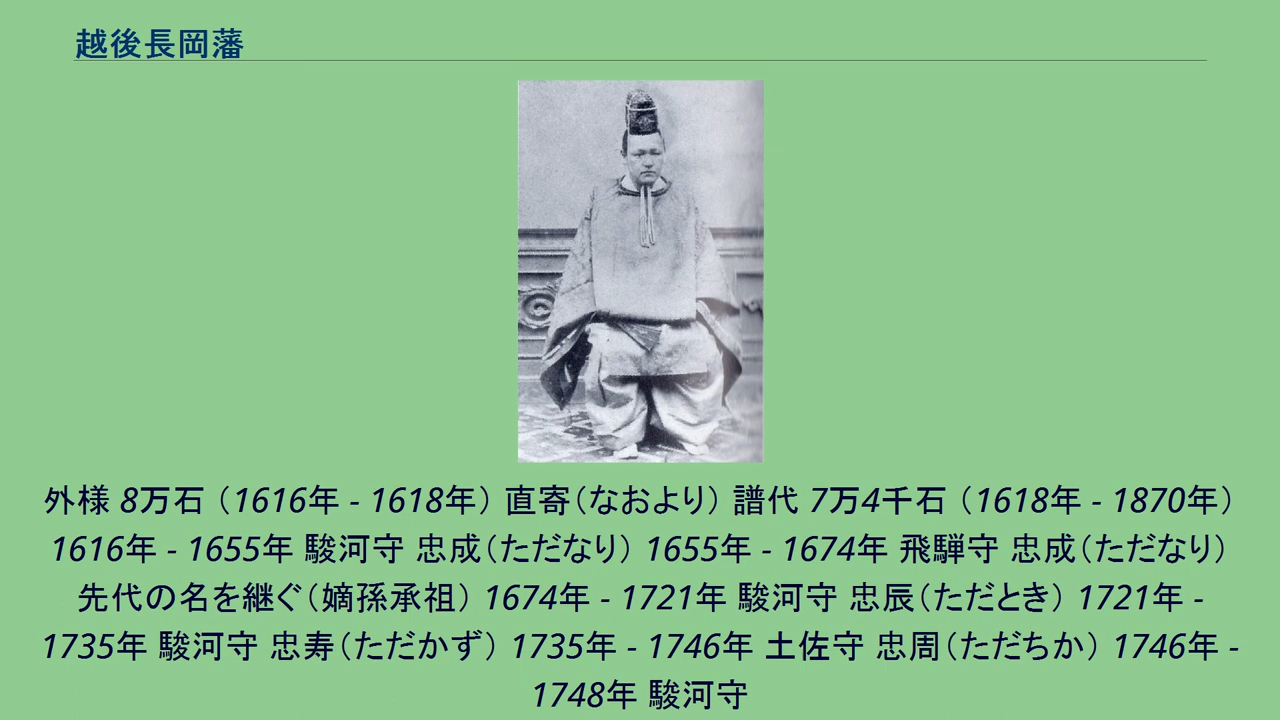 越後長岡藩
外様 8万石（1616年 - 1618年） 直寄（なおより） 譜代 7万4千石（1618年 - 1870年）
1616年 - 1655年 駿河守 忠成（ただなり） 1655年 - 1674年 飛騨守 忠成（ただなり）
先代の名を継ぐ（嫡孫承祖） 1674年 - 1721年 駿河守 忠辰（ただとき） 1721年 -
1735年 駿河守 忠寿（ただかず） 1735年 - 1746年 土佐守 忠周（ただちか） 1746年 -
1748年 駿河守